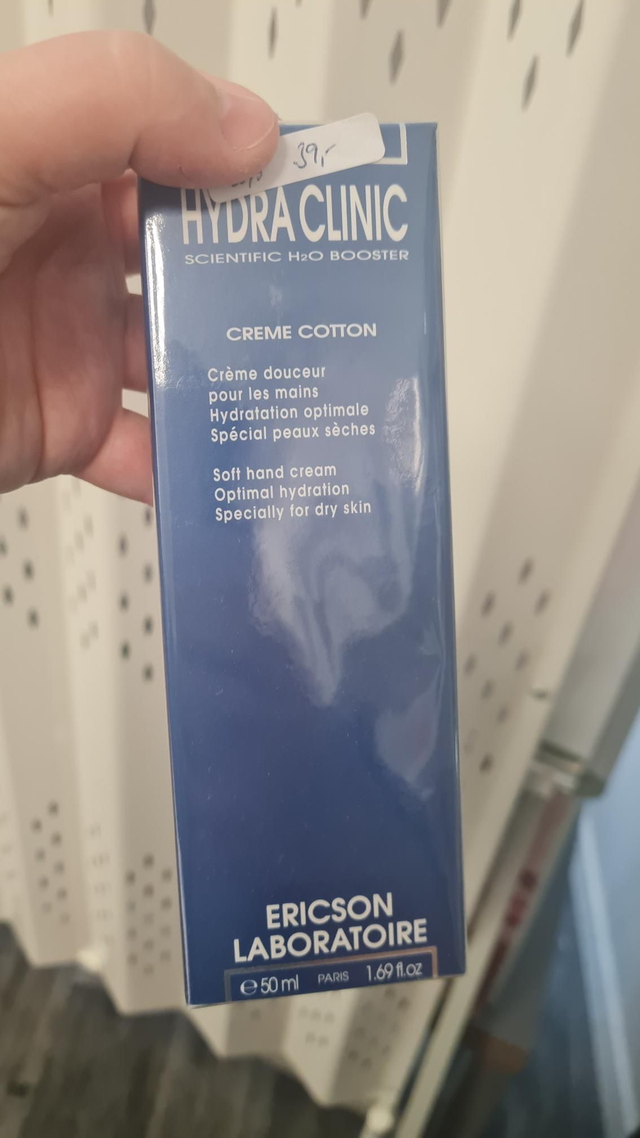 39,-
HYDRA CLINIC
SCIENTIFIC H₂O BOOSTER
CREME COTTON
Crème douceur
pour les mains
Hydratation optimale
Spécial peaux sèches
Soft hand cream
Optimal hydration
Specially for dry skin
ERICSON
LABORATOIRE
℮ 50 ml PARIS 1.69 fl.oz